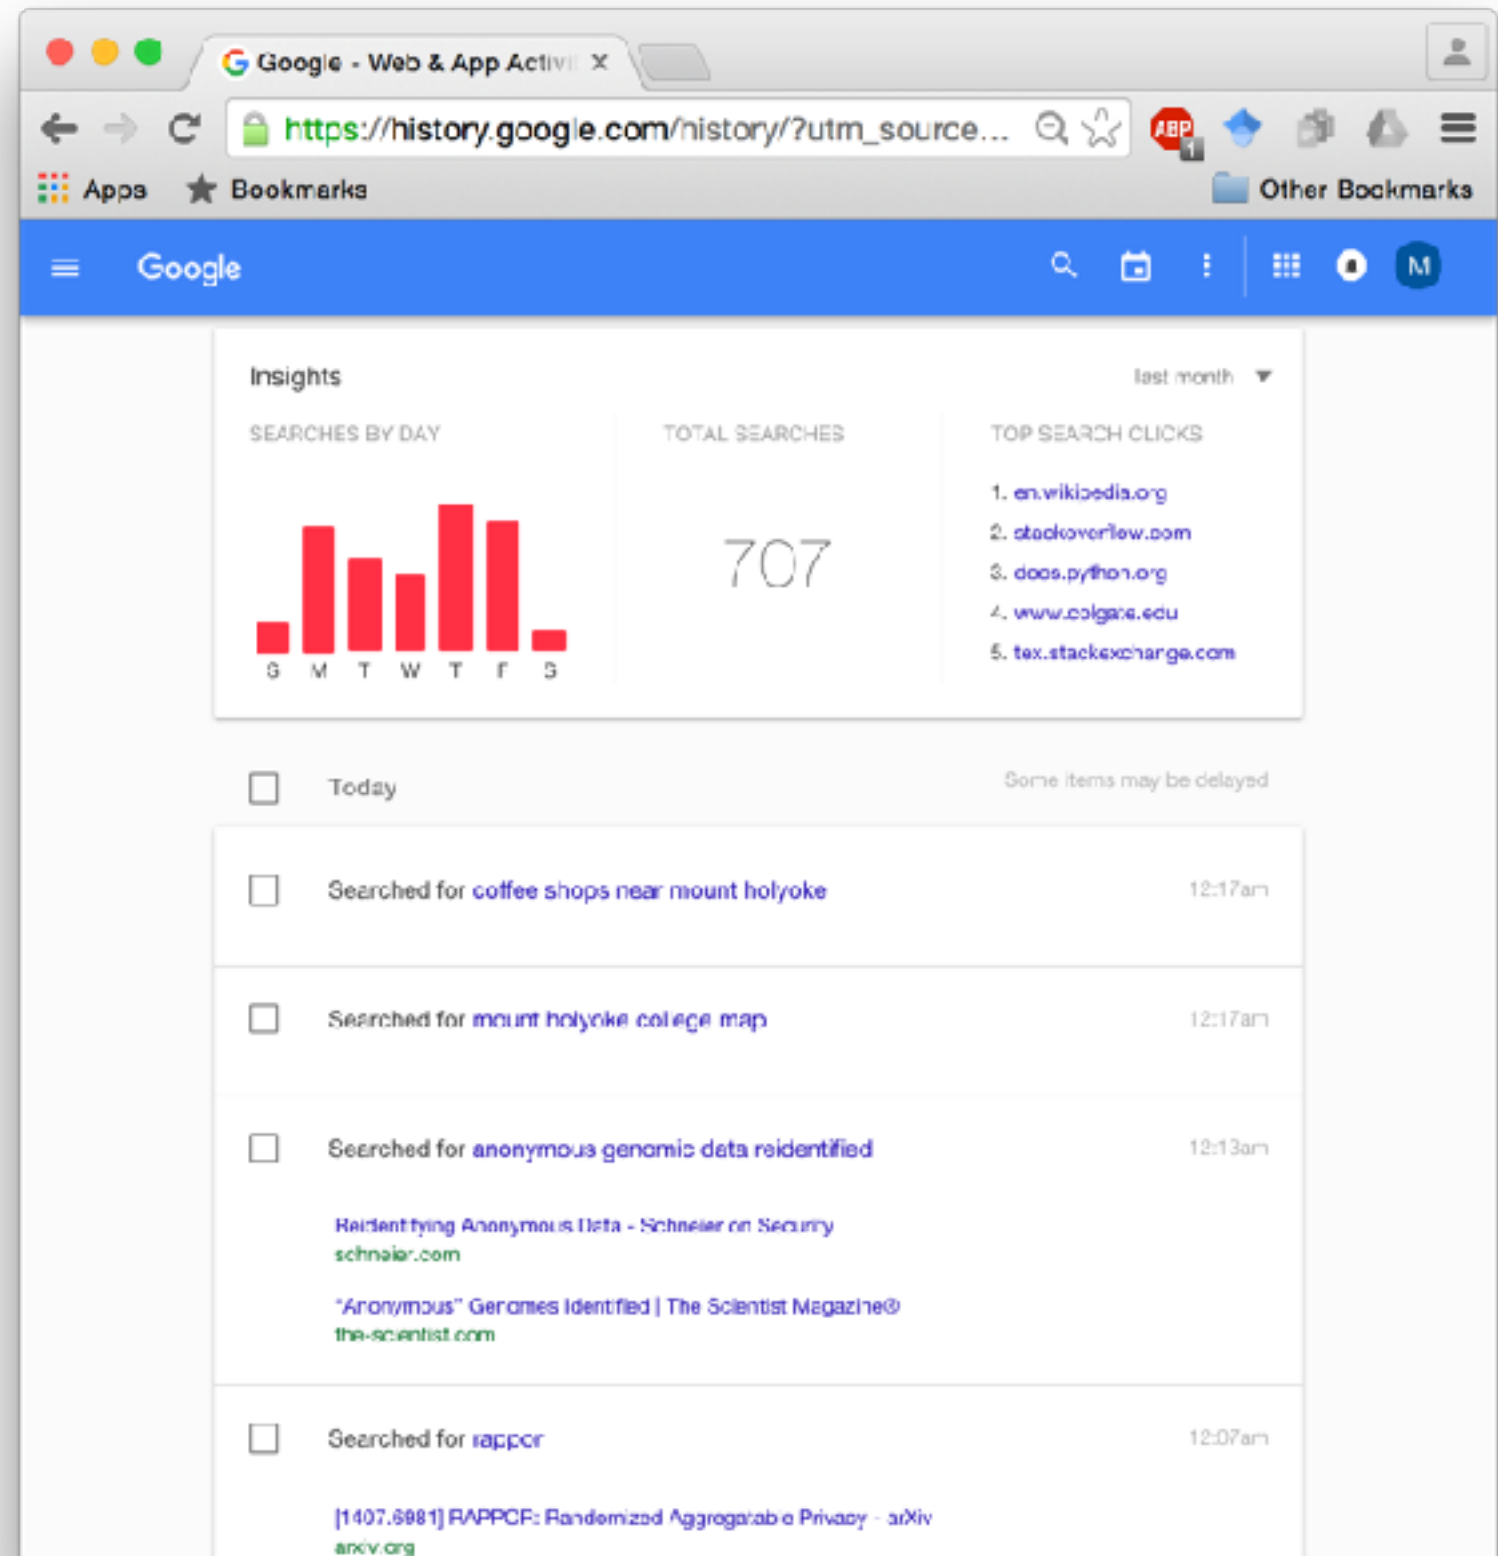 Google - Web & App Activi
https://history.google.com/history/?utm_source...
ABP
1
Apps Bookmarks Other Bookmarks
Google
M
Insights last month
SEARCHES BY DAY TOTAL SEARCHES TOP SEARCH CLICKS
1. en.wikipedia.org
2. stackoverflow.com
707
3. docs.python.org
4. www.colgate.edu
5. tex.stackexchange.com
S M T W T F S
Today Some items may be delayed
Searched for coffee shops near mount holyoke 12:17am
Searched for mount holyoke college map 12:17am
Searched for anonymous genomic data reidentified 12:13am
Reidentifying Anonymous Data - Schneier on Security
schneier.com
"Anonymous" Genomes Identified | The Scientist Magazine®
the-scientist.com
Searched for rappor 12:07am
[1407.6981] RAPPOR: Randomized Aggregatable Privacy - arXiv
arxiv.org